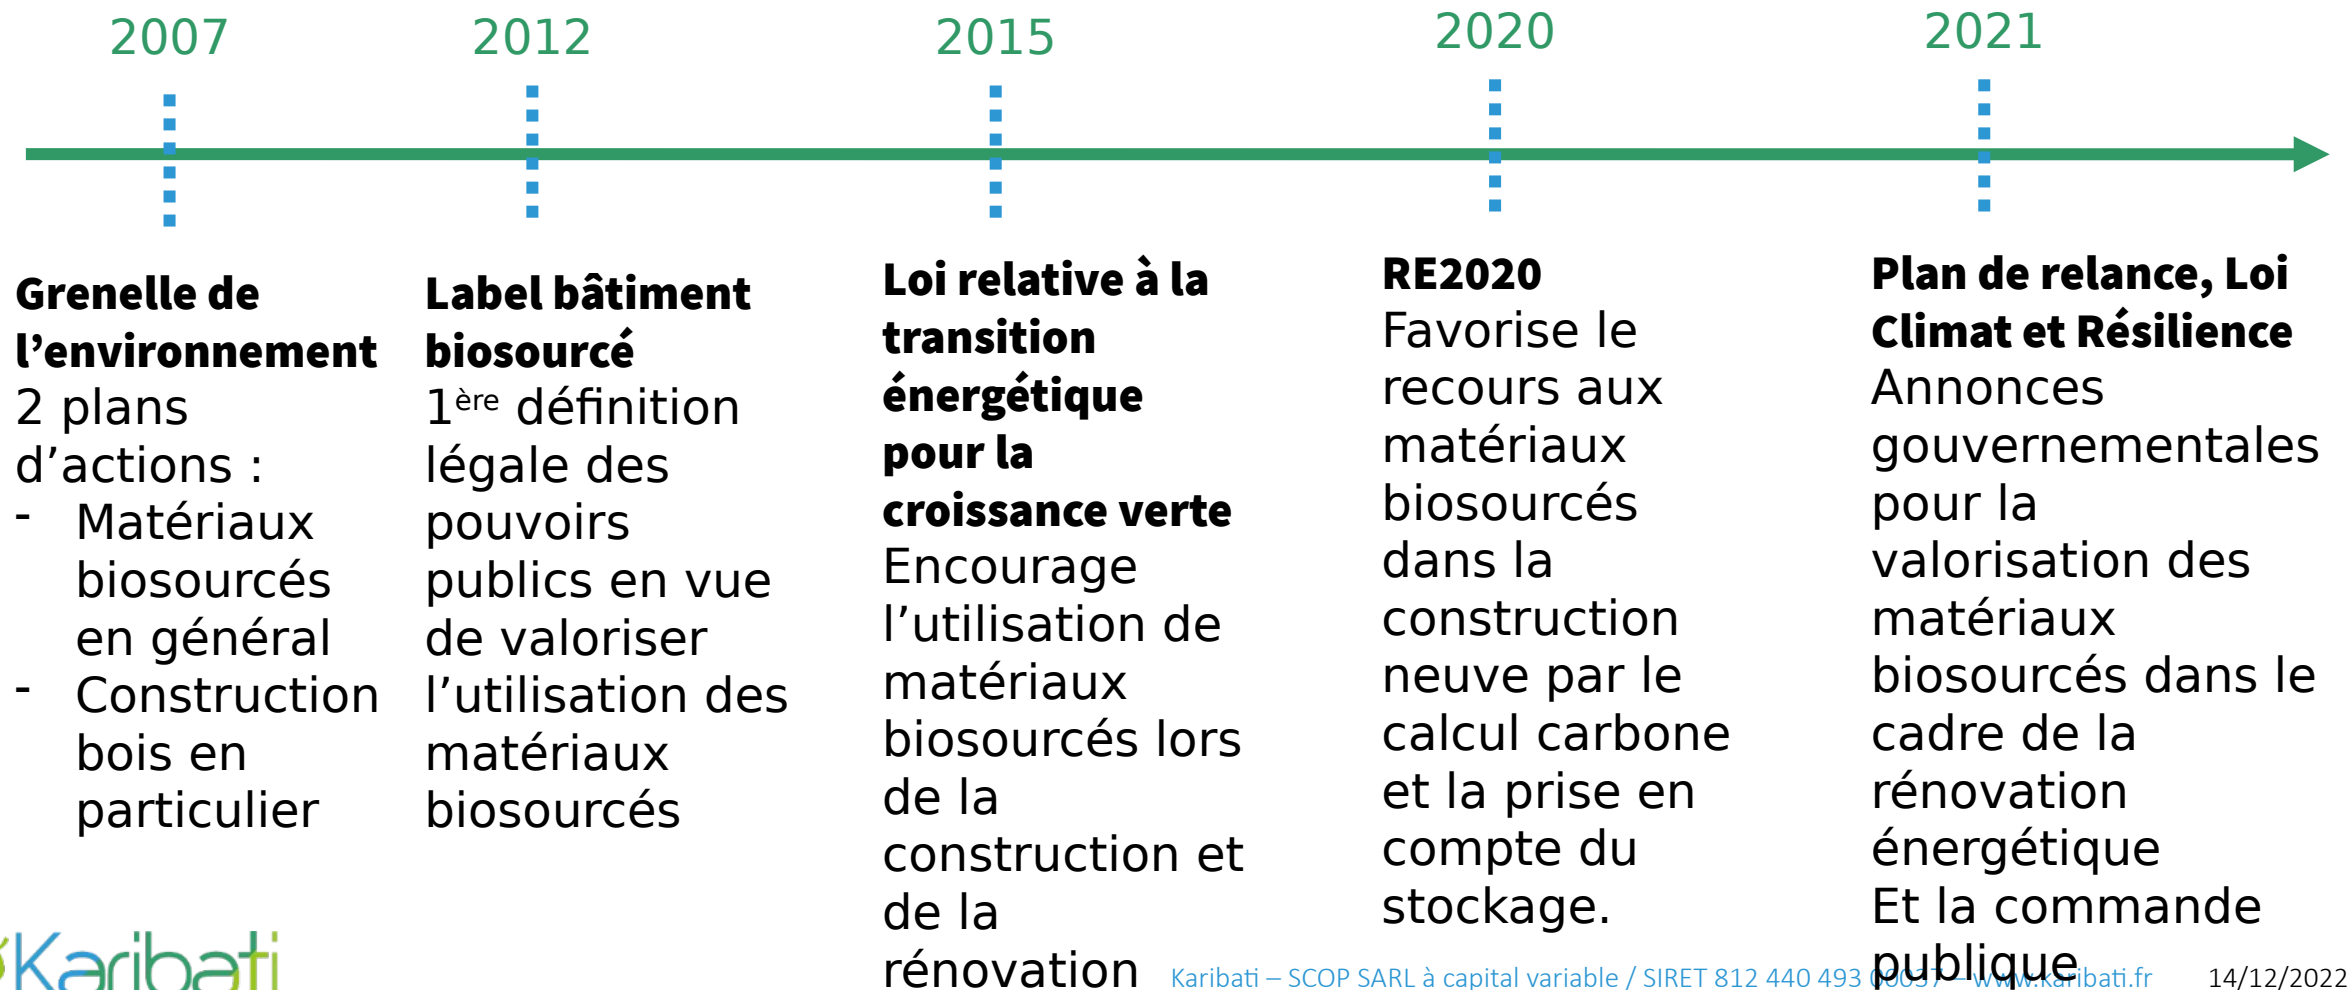 2007
2012
2015
2020
2021
Grenelle de
l’environnement
2 plans
d’actions :
- Matériaux
biosourcés
en général
- Construction
bois en
particulier
Label bâtiment
biosourcé
1ère définition
légale des
pouvoirs
publics en vue
de valoriser
l’utilisation des
matériaux
biosourcés
Loi relative à la
transition
énergétique
pour la
croissance verte
Encourage
l’utilisation de
matériaux
biosourcés lors
de la
construction et
de la
rénovation
RE2020
Favorise le
recours aux
matériaux
biosourcés
dans la
construction
neuve par le
calcul carbone
et la prise en
compte du
stockage.
Plan de relance, Loi
Climat et Résilience
Annonces
gouvernementales
pour la
valorisation des
matériaux
biosourcés dans le
cadre de la
rénovation
énergétique
Et la commande
publique
Karibati
Karibati – SCOP SARL à capital variable / SIRET 812 440 493 00037 – www.karibati.fr
14/12/2022